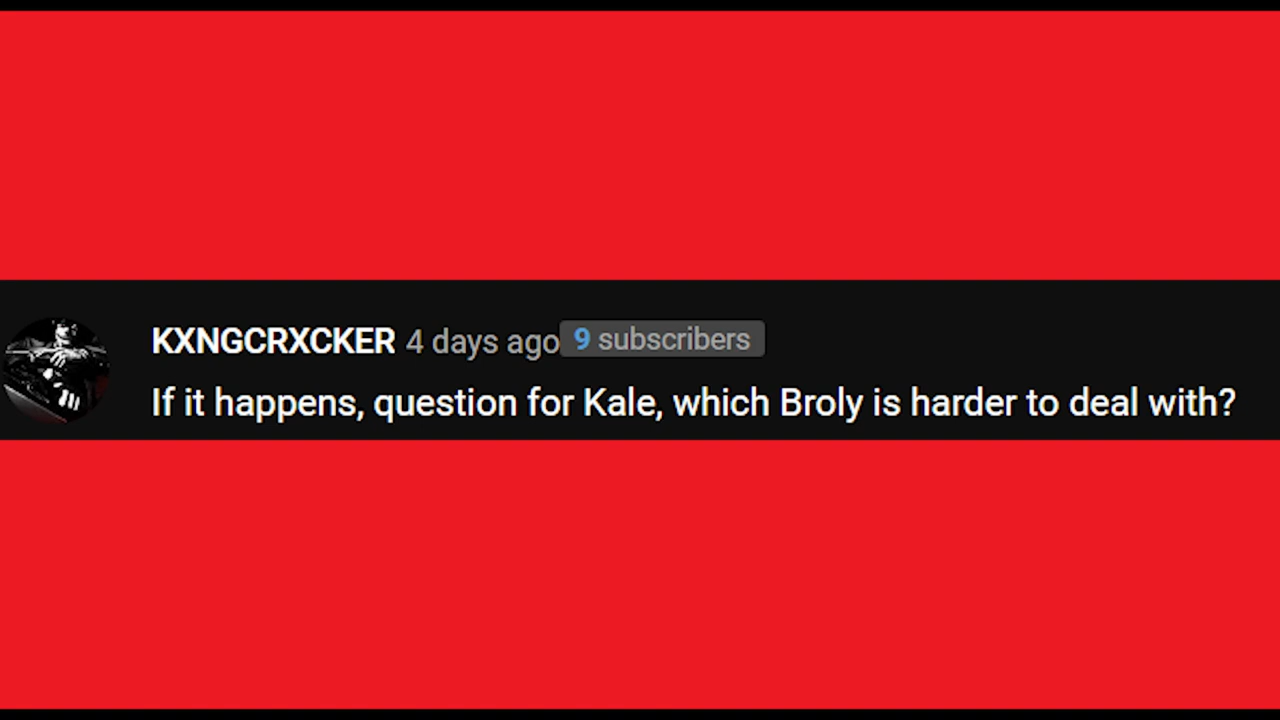 KXNGCRXCKER 4 days ago 9 subscribers
If it happens, question for Kale, which Broly is harder to deal with?